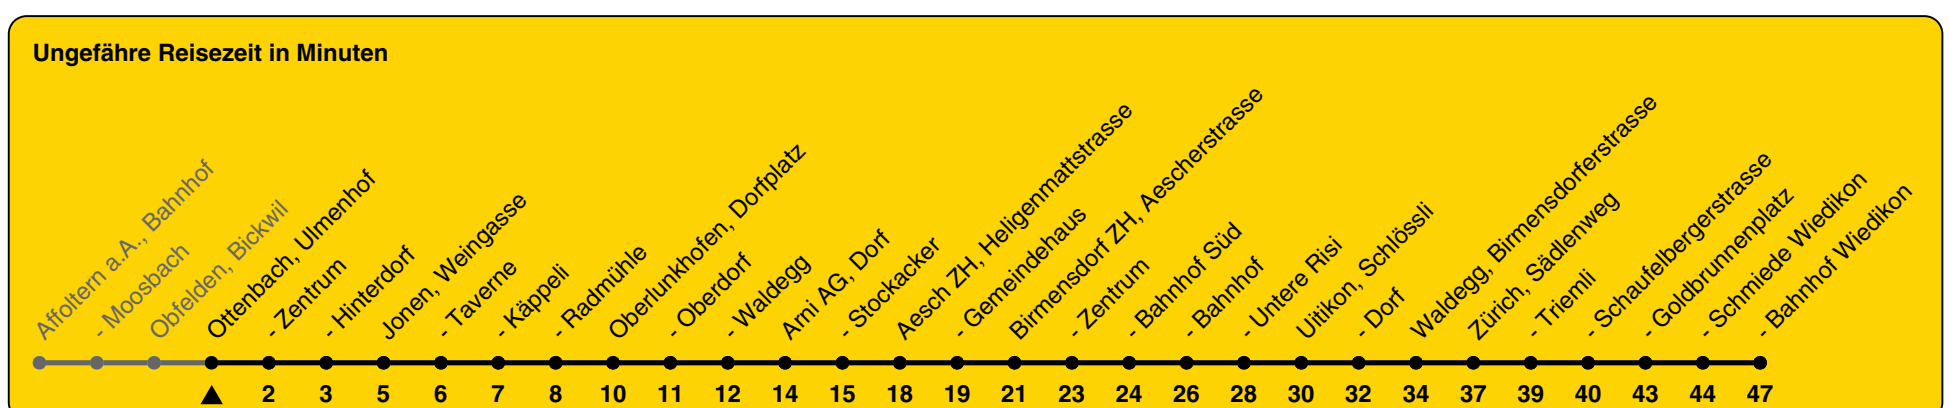 Ungefähre Reisezeit in Minuten
Affoltern a.A., Bahnhof
- Moosbach
Obfelden, Bickwil
Ottenbach, Ulmenhof
- Zentrum
- Hinterdorf
Jonen, Weingasse
- Taverne
- Käppeli
- Radmühle
Oberlunkhofen, Dorfplatz
- Oberdorf
- Waldegg
Arni AG, Dorf
- Stockacker
Aesch ZH, Heligenmattstrasse
- Gemeindehaus
Birmensdorf ZH, Aescherstrasse
- Zentrum
- Bahnhof Süd
- Bahnhof
- Untere Risi
Uitikon, Schlössli
- Dorf
Waldegg, Birmensdorferstrasse
Zürich, Sädlenweg
- Triemli
- Schaufelbergerstrasse
- Goldbrunnenplatz
- Schmiede Wiedikon
- Bahnhof Wiedikon
2 3 5 6 7 8 10 11 12 14 15 18 19 21 23 24 26 28 30 32 34 37 39 40 43 44 47